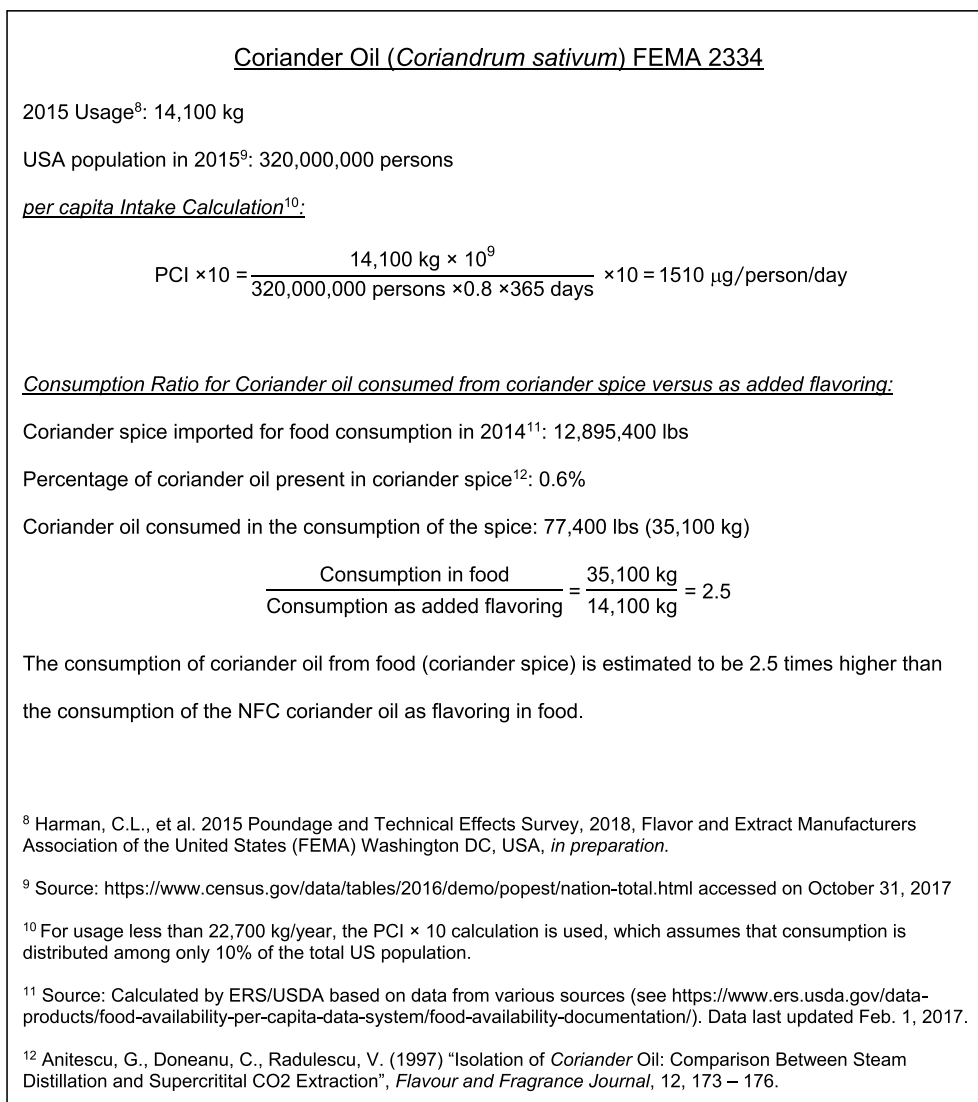 Coriander Oil (Coriandrum sativum) FEMA 2334
2015 Usage⁸: 14,100 kg
USA population in 2015⁹: 320,000,000 persons
per capita Intake Calculation¹⁰:
PCI ×10 = 14,100 kg × 10⁹ / 320,000,000 persons ×0.8 ×365 days ×10 = 1510 µg/person/day
Consumption Ratio for Coriander oil consumed from coriander spice versus as added flavoring:
Coriander spice imported for food consumption in 2014¹¹: 12,895,400 lbs
Percentage of coriander oil present in coriander spice¹²: 0.6%
Coriander oil consumed in the consumption of the spice: 77,400 lbs (35,100 kg)
Consumption in food / Consumption as added flavoring = 35,100 kg / 14,100 kg = 2.5
The consumption of coriander oil from food (coriander spice) is estimated to be 2.5 times higher than
the consumption of the NFC coriander oil as flavoring in food.
⁸ Harman, C.L., et al. 2015 Poundage and Technical Effects Survey, 2018, Flavor and Extract Manufacturers
Association of the United States (FEMA) Washington DC, USA, in preparation.
⁹ Source: https://www.census.gov/data/tables/2016/demo/popest/nation-total.html accessed on October 31, 2017
¹⁰ For usage less than 22,700 kg/year, the PCI × 10 calculation is used, which assumes that consumption is
distributed among only 10% of the total US population.
¹¹ Source: Calculated by ERS/USDA based on data from various sources (see https://www.ers.usda.gov/data-
products/food-availability-per-capita-data-system/food-availability-documentation/). Data last updated Feb. 1, 2017.
¹² Anitescu, G., Doneanu, C., Radulescu, V. (1997) “Isolation of Coriander Oil: Comparison Between Steam
Distillation and Supercritital CO2 Extraction”, Flavour and Fragrance Journal, 12, 173 – 176.